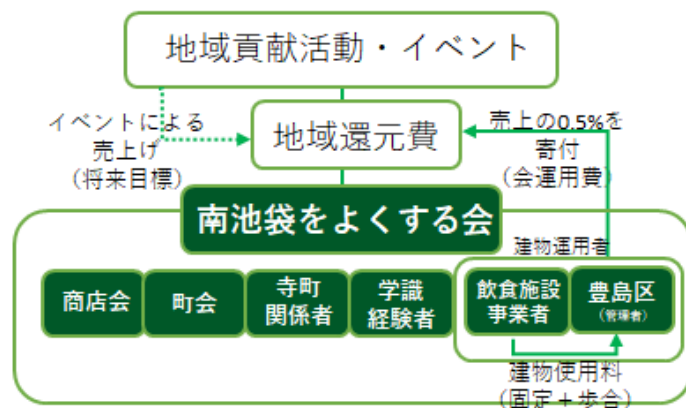 地域貢献活動・イベント
イベントによる
売上げ
(将来目標)
地域還元費
売上の0.5%を
寄付
(会運用費)
南池袋をよくする会
建物運用者
商店会
町会
寺町
関係者
学識
経験者
飲食施設
事業者
豊島区
(管理者)
建物使用料
(固定+歩合)